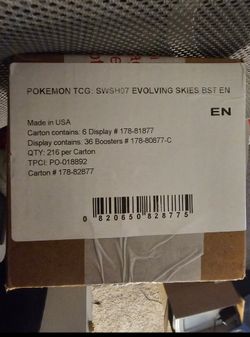 POKEMON TCG: SWSH07 EVOLVING SKIES BST EN
EN
Made in USA
Carton contains: 6 Display # 178-81877
Display contains: 36 Boosters # 178-80877-C
QTY: 216 per Carton
TPCI: PO-018892
Carton # 178-82877
0 820650 828775